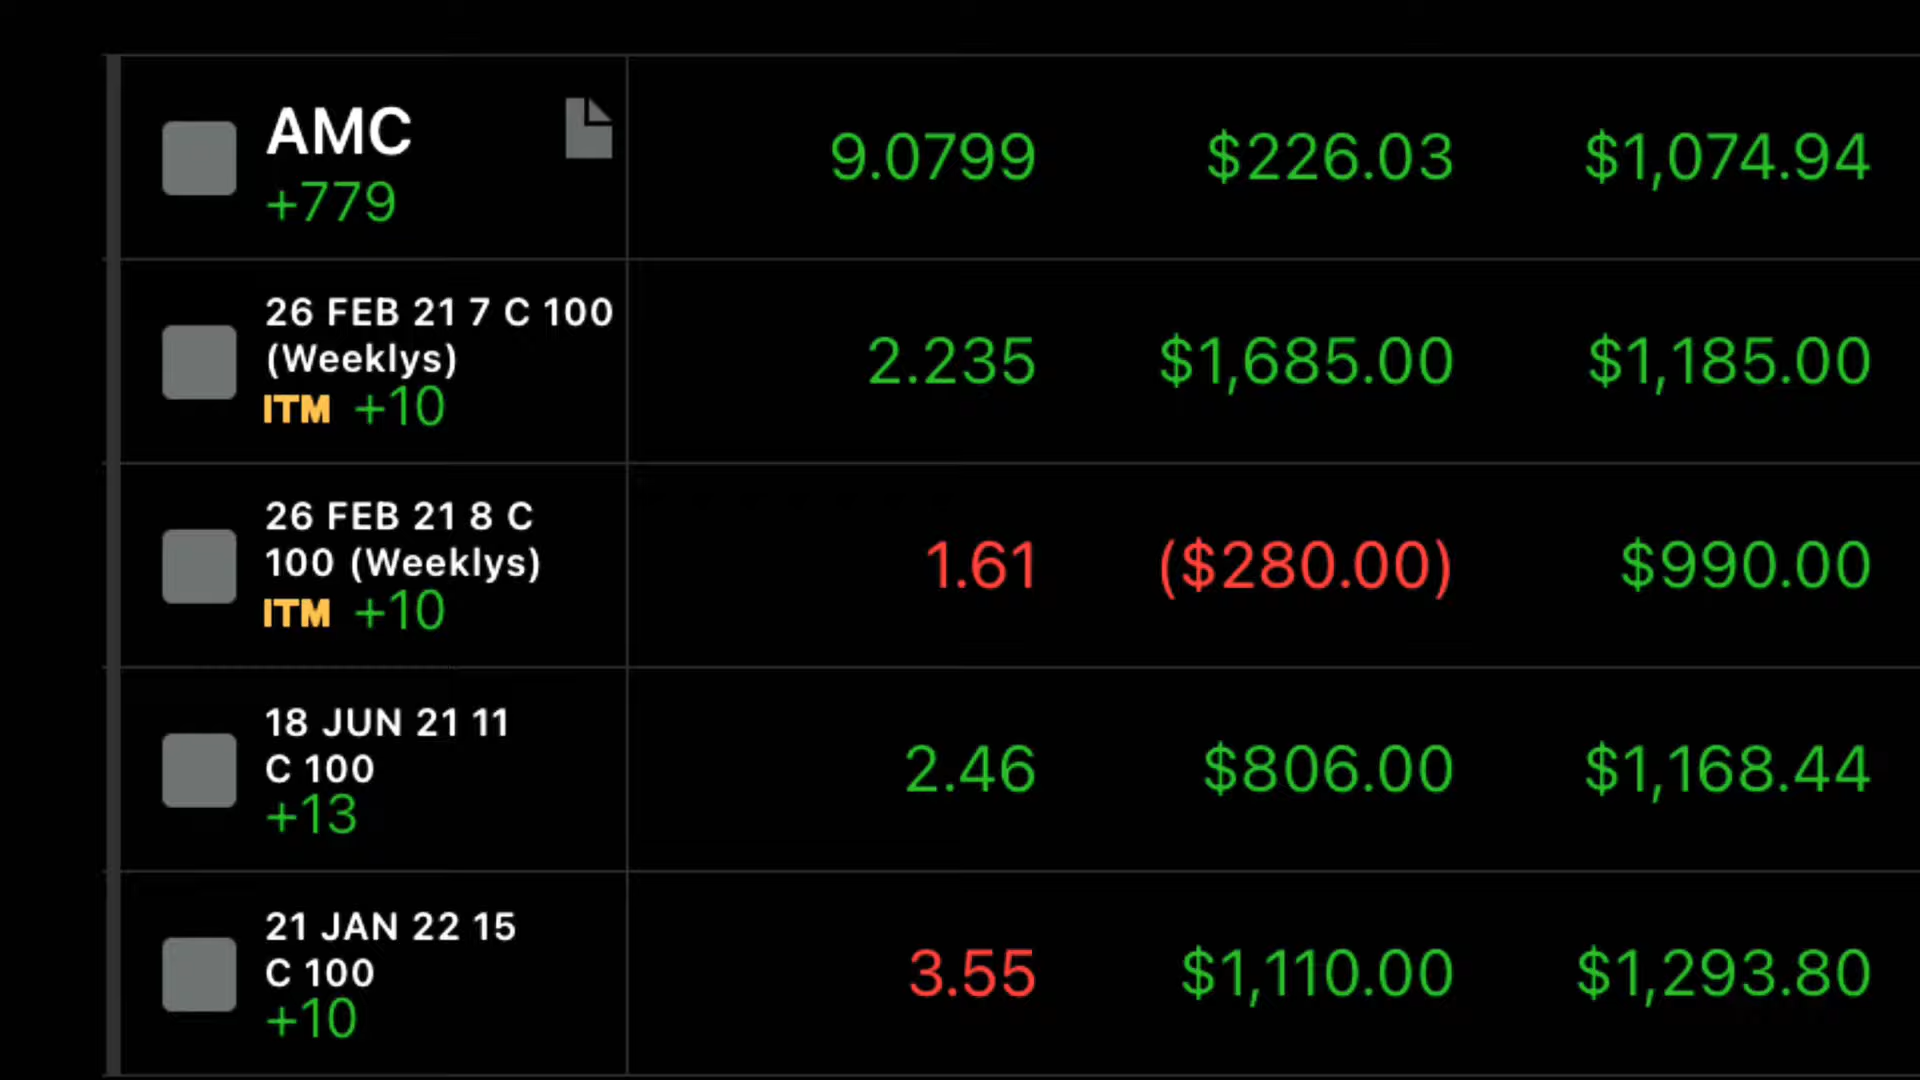 AMC
+779
9.0799
$226.03
$1,074.94
26 FEB 21 7 C 100
(Weeklys)
ITM +10
2.235
$1,685.00
$1,185.00
26 FEB 21 8 C
100 (Weeklys)
ITM +10
1.61
($280.00)
$990.00
18 JUN 21 11
C 100
+13
2.46
$806.00
$1,168.44
21 JAN 22 15
C 100
+10
3.55
$1,110.00
$1,293.80